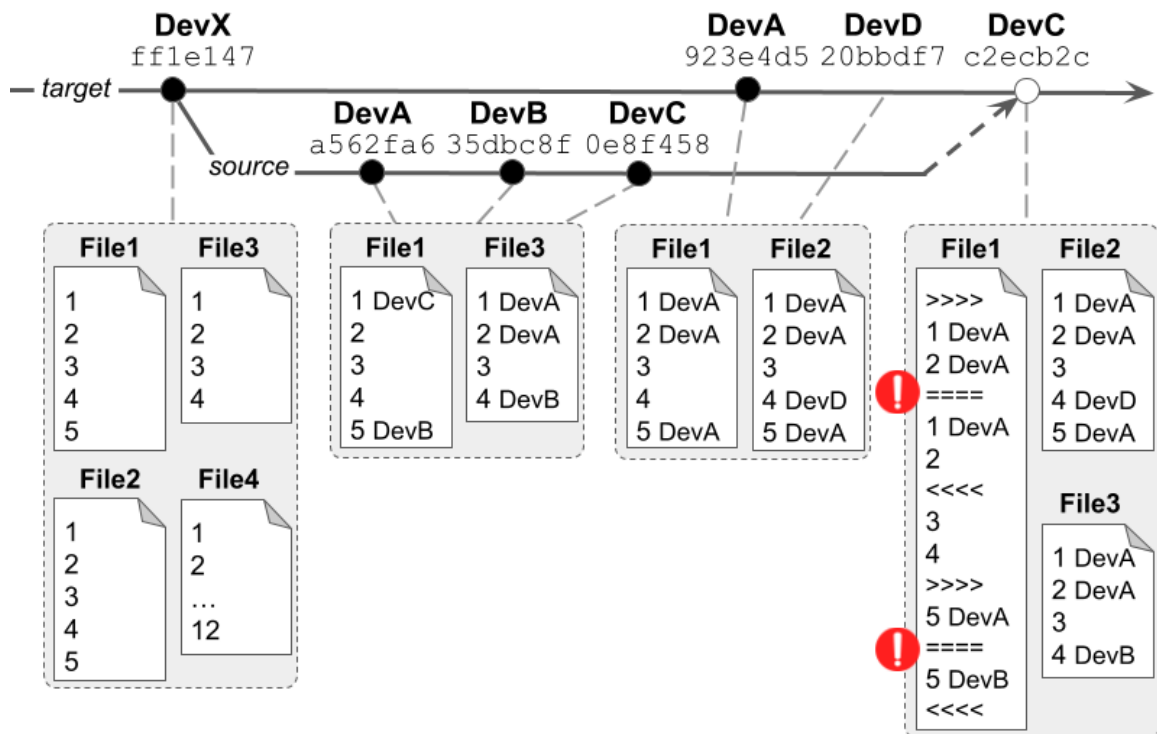 DevX
ff1e147
DevA
923e4d5
DevD
20bbdf7
DevC
c2ecb2c
target
DevA
a562fa6
DevB
35dbc8f
DevC
0e8f458
source
File1
1
2
3
4
5
File3
1
2
3
4
File2
1
2
3
4
5
File4
1
2
...
12
File1
1 DevC
2
3
4
5 DevB
File3
1 DevA
2 DevA
3
4 DevB
File1
1 DevA
2 DevA
3
4
5 DevA
File2
1 DevA
2 DevA
3
4 DevD
5 DevA
File1
>>>>
1 DevA
2 DevA
====
1 DevA
2
<<<<
3
4
>>>>
5 DevA
====
5 DevB
<<<<
File2
1 DevA
2 DevA
3
4 DevD
5 DevA
File3
1 DevA
2 DevA
3
4 DevB
!
!